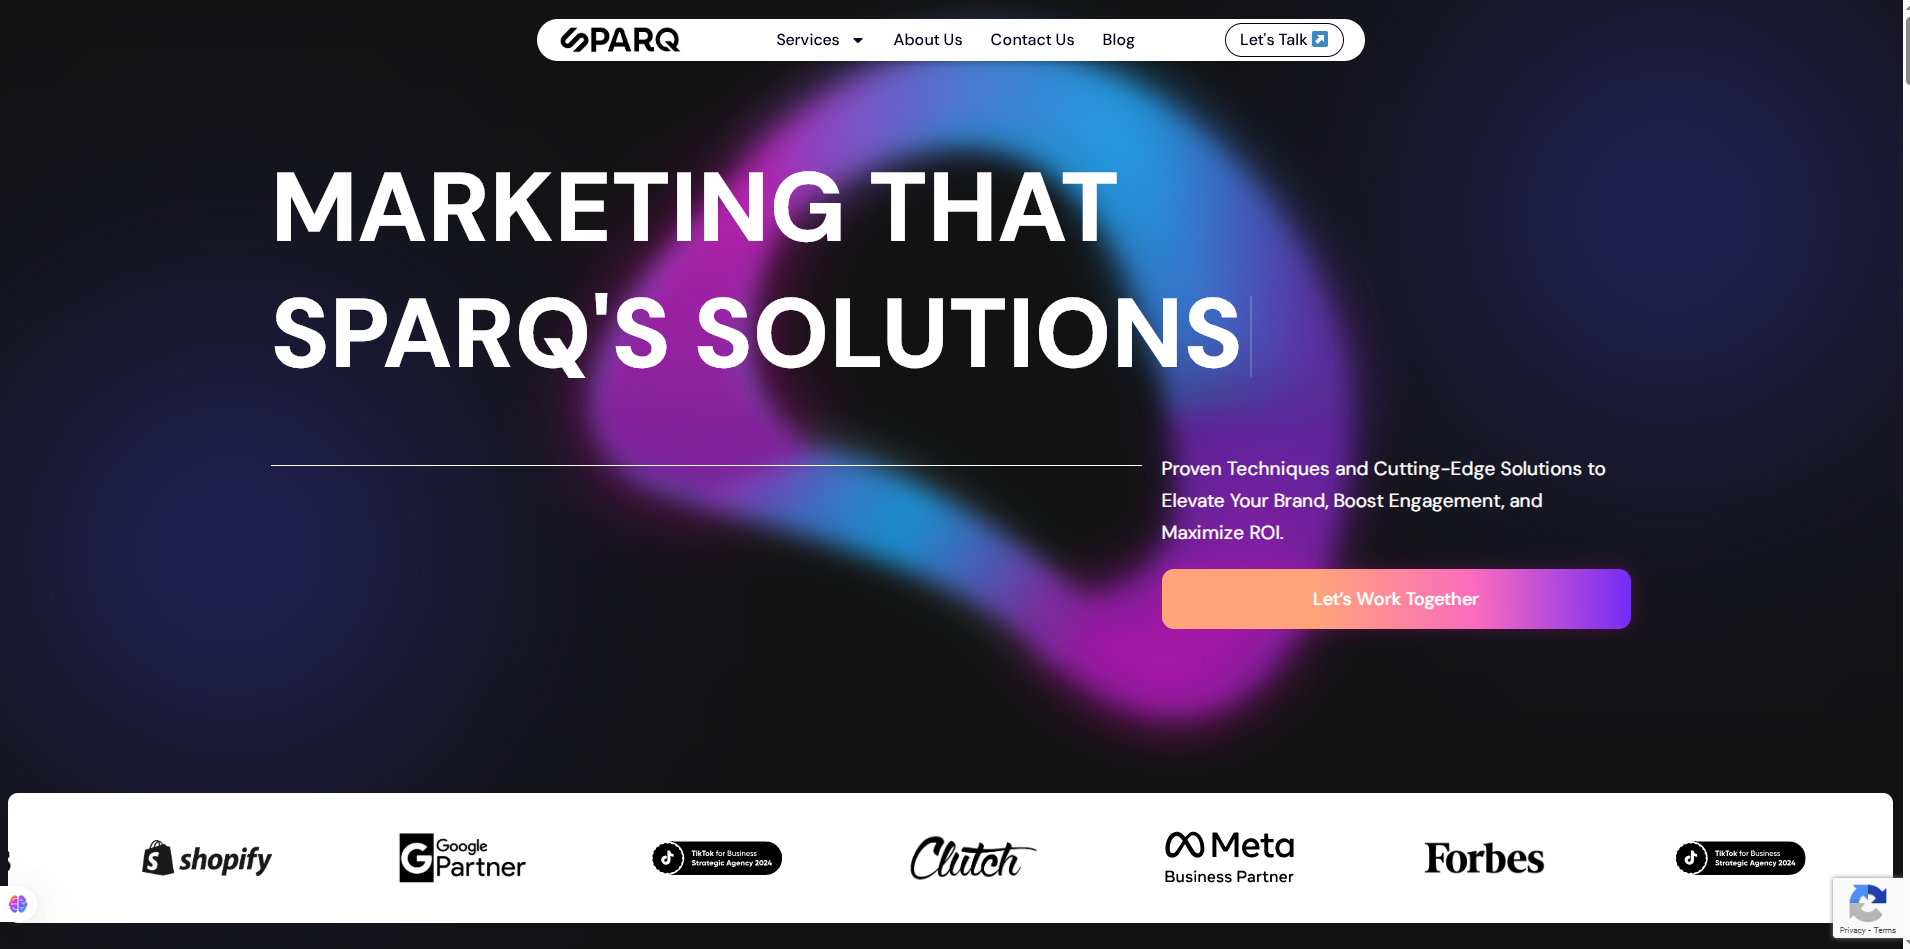 SPARQ
Services
About Us
Contact Us
Blog
Let's Talk
MARKETING THAT
SPARQ'S SOLUTIONS
Proven Techniques and Cutting-Edge Solutions to
Elevate Your Brand, Boost Engagement, and
Maximize ROI.
Let's Work Together
shopify
Google
Partner
TikTok for Business
Strategic Agency 2024
Clutch
Meta
Business Partner
Forbes
TikTok for Business
Strategic Agency 2024
Privacy - Terms